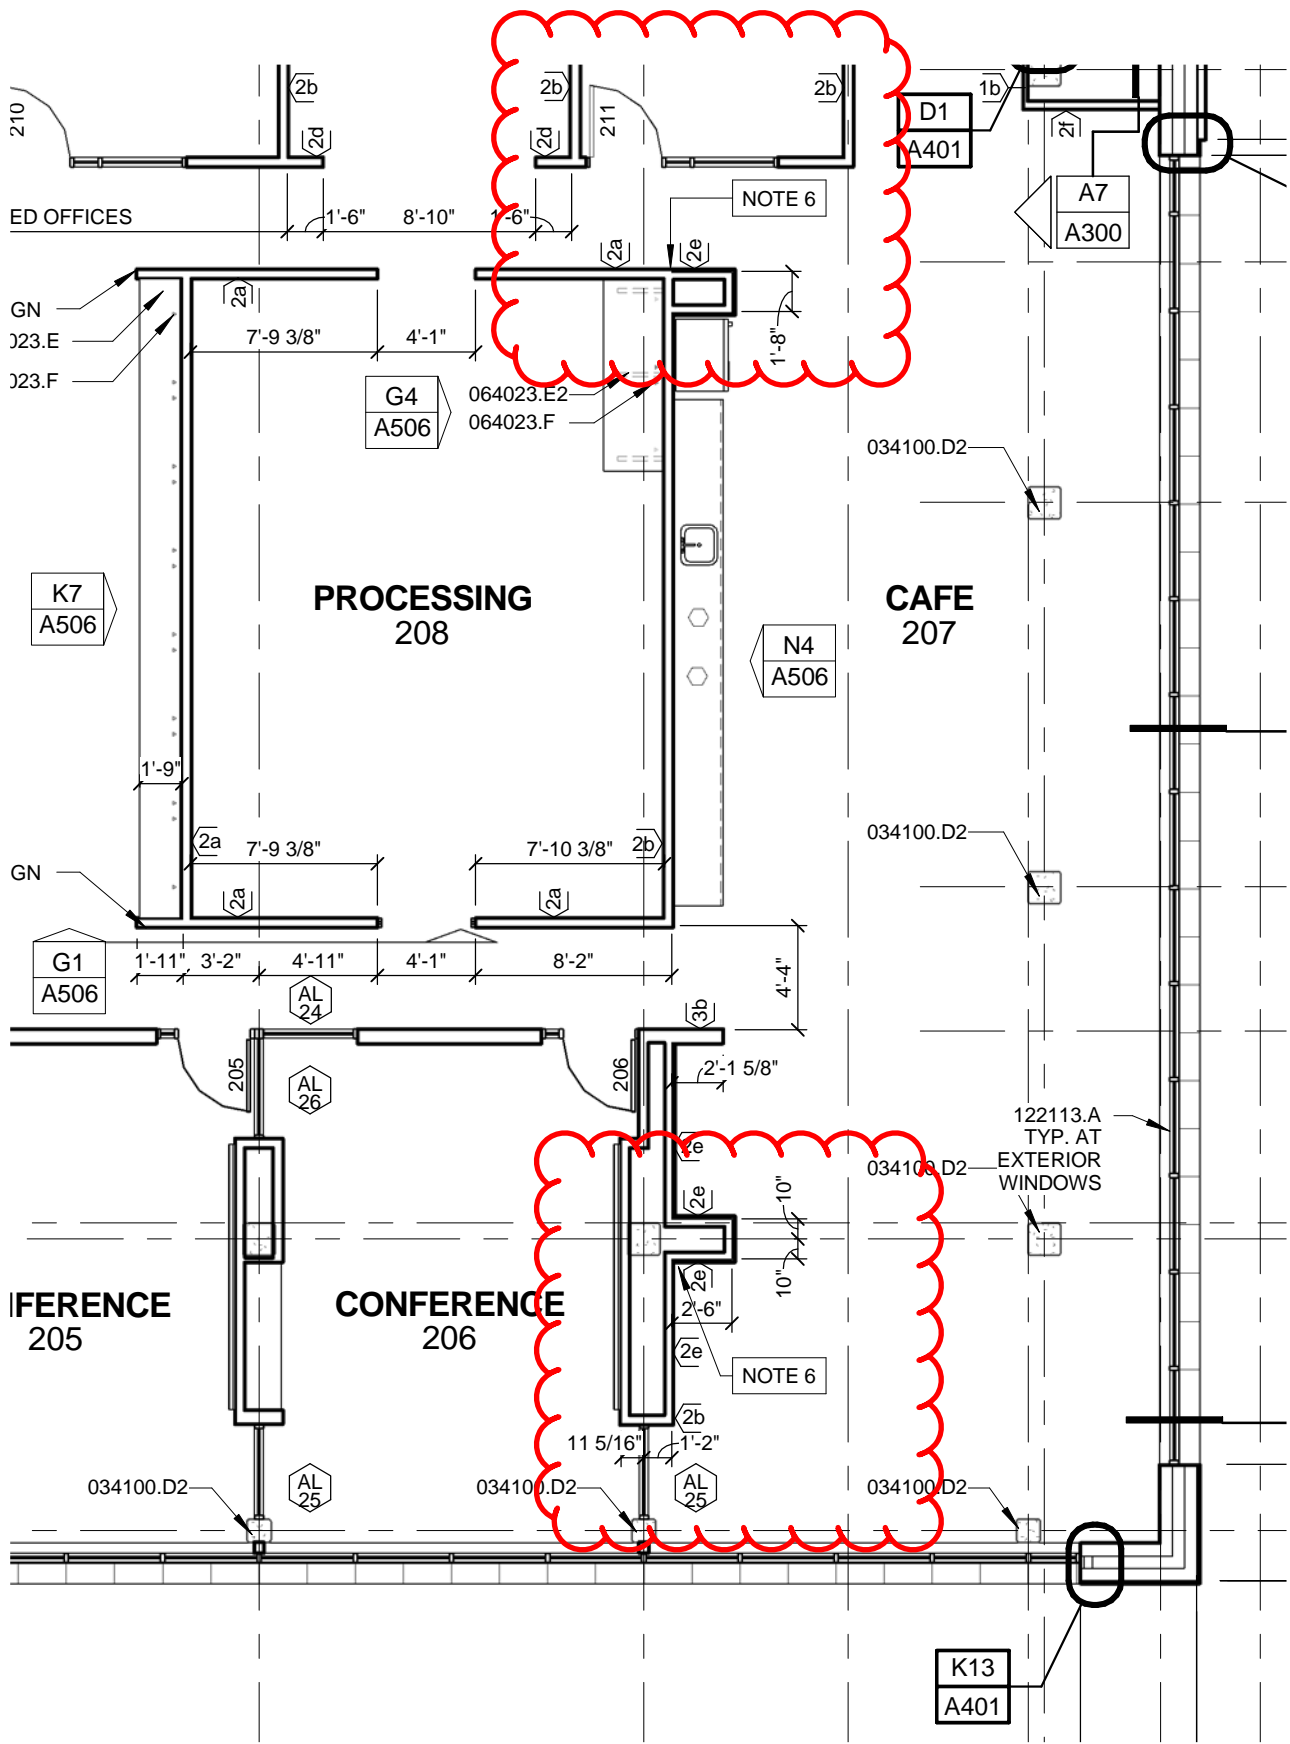 210
2b
2d
2b
2d
211
2b
D1
A401
1b
2f
A7
A300
ED OFFICES
1'-6"
8'-10"
1'-6"
NOTE 6
GN
023.E
023.F
2a
2a
2e
7'-9 3/8"
4'-1"
1'-8"
G4
A506
064023.E2
064023.F
034100.D2
K7
A506
PROCESSING
208
CAFE
207
N4
A506
1'-9"
2a
7'-9 3/8"
7'-10 3/8"
2b
034100.D2
GN
2a
2a
G1
A506
1'-11"
3'-2"
4'-11"
4'-1"
8'-2"
4'-4"
AL
24
3b
205
AL
26
206
2'-1 5/8"
122113.A
TYP. AT
EXTERIOR
WINDOWS
2e
034100.D2
2e
10"
10"
2e
2'-6"
IFERENCE
205
CONFERENCE
206
2e
NOTE 6
2b
11 5/16"
1'-2"
034100.D2
AL
25
034100.D2
AL
25
034100.D2
K13
A401